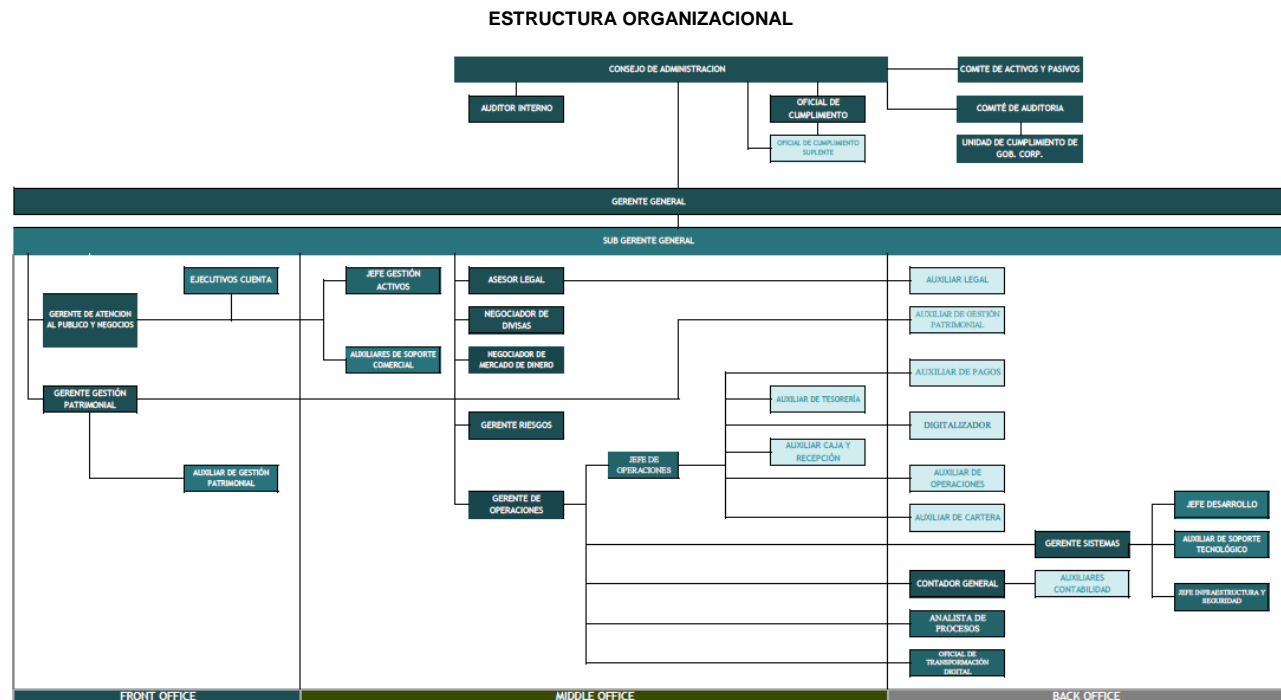 ESTRUCTURA ORGANIZACIONAL
CONSEJO DE ADMINISTRACION
COMITE DE ACTIVOS Y PASIVOS
AUDITOR INTERNO
OFICIAL DE
CUMPLIMIENTO
COMITÉ DE AUDITORIA
OFICIAL DE CUMPLIMIENTO
SUPLENTE
UNIDAD DE CUMPLIMIENTO DE
GOB. CORP.
GERENTE GENERAL
SUB GERENTE GENERAL
EJECUTIVOS CUENTA
JEFE GESTIÓN
ACTIVOS
ASESOR LEGAL
AUXILIAR LEGAL
GERENTE DE ATENCION
AL PUBLICO Y NEGOCIOS
NEGOCIADOR DE
DIVISAS
AUXILIAR DE GESTIÓN
PATRIMONIAL
AUXILIARES DE SOPORTE
COMERCIAL
NEGOCIADOR DE
MERCADO DE DINERO
AUXILIAR DE PAGOS
GERENTE GESTIÓN
PATRIMONIAL
AUXILIAR DE TESORERÍA
GERENTE RIESGOS
DIGITALIZADOR
AUXILIAR CAJA Y
RECEPCIÓN
JEFE DE
OPERACIONES
AUXILIAR DE GESTIÓN
PATRIMONIAL
AUXILIAR DE
OPERACIONES
GERENTE DE
OPERACIONES
JEFE DESARROLLO
AUXILIAR DE CARTERA
GERENTE SISTEMAS
AUXILIAR DE SOPORTE
TECNOLÓGICO
CONTADOR GENERAL
AUXILIARES
CONTABILIDAD
JEFE INFRAESTRUCTURA Y
SEGURIDAD
ANALISTA DE
PROCESOS
OFICIAL DE
TRANSFORMACIÓN
DIGITAL
FRONT OFFICE
MIDDLE OFFICE
BACK OFFICE